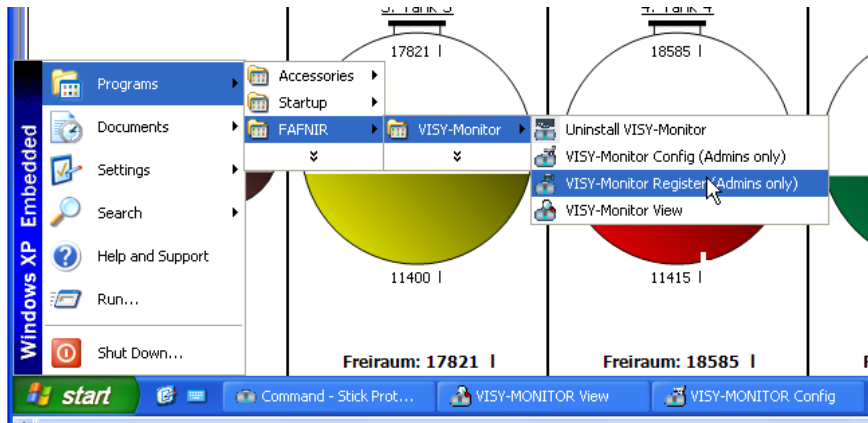 3. Tank 3
4. Tank 4
17821 l
18585 l
Windows XP Embedded
Programs
Documents
Settings
Search
Help and Support
Run...
Shut Down...
Accessories
Startup
FAFNIR
VISY-Monitor
Uninstall VISY-Monitor
VISY-Monitor Config (Admins only)
VISY-Monitor Register (Admins only)
VISY-Monitor View
11400 l
11415 l
Freiraum: 17821 l
Freiraum: 18585 l
F
start
Command - Stick Prot...
VISY-MONITOR View
VISY-MONITOR Config